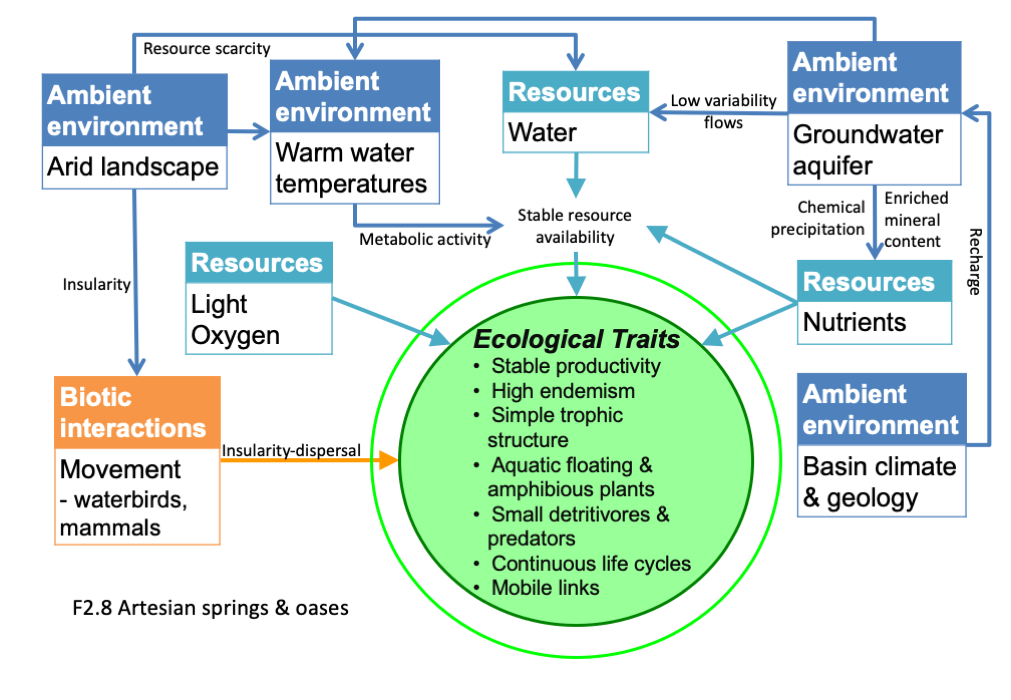 Resource scarcity
Ambient
environment
Arid landscape
Ambient
environment
Warm water
temperatures
Resources
Water
Low variability
flows
Ambient
environment
Groundwater
aquifer
Metabolic activity
Stable resource
availability
Chemical
precipitation
Enriched
mineral
content
Recharge
Insularity
Resources
Light
Oxygen
Resources
Nutrients
Ecological Traits
• Stable productivity
• High endemism
• Simple trophic
structure
• Aquatic floating &
amphibious plants
• Small detritivores &
predators
• Continuous life cycles
• Mobile links
Biotic
interactions
Movement
- waterbirds,
mammals
Insularity-dispersal
Ambient
environment
Basin climate
& geology
F2.8 Artesian springs & oases